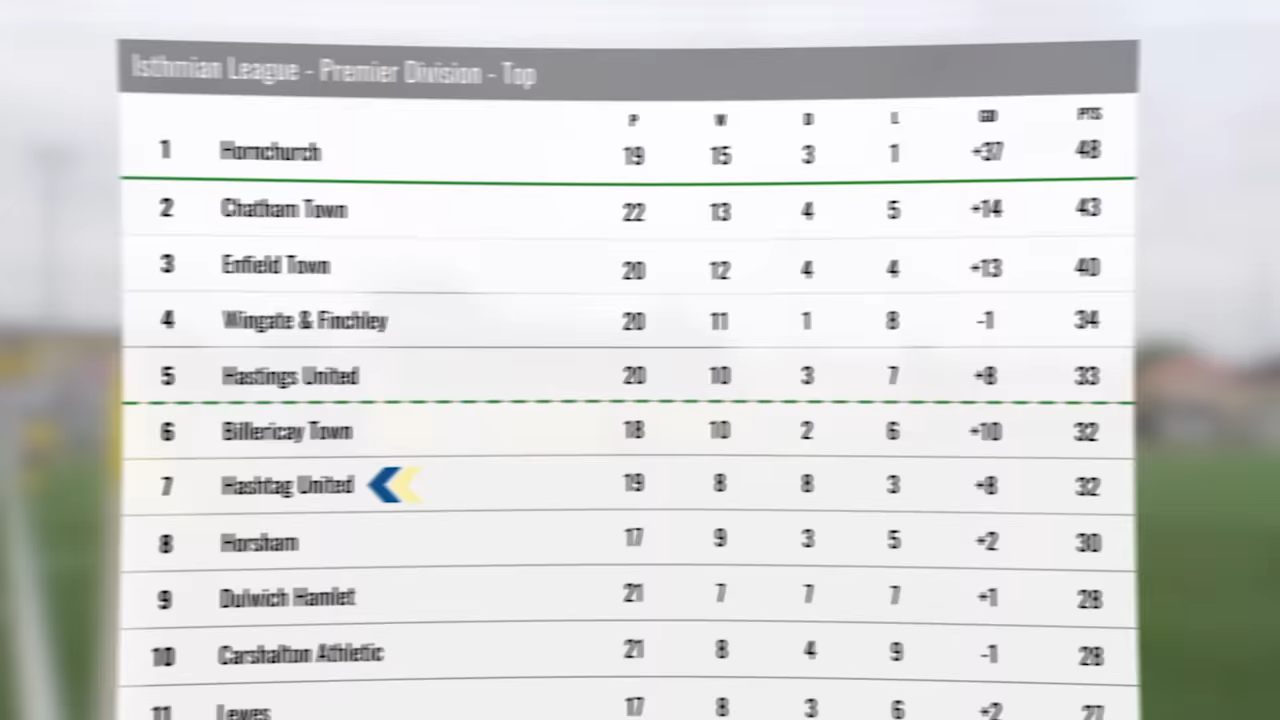 Isthmian League - Premier Division - Top
P W D L GD PTS
1 Hornchurch 19 15 3 1 +37 48
2 Chatham Town 22 13 4 5 +14 43
3 Enfield Town 20 12 4 4 +13 40
4 Wingate & Finchley 20 11 1 8 -1 34
5 Hastings United 20 10 3 7 +8 33
6 Billericay Town 18 10 2 6 +10 32
7 Hashtag United 19 8 8 3 +8 32
8 Horsham 17 9 3 5 +2 30
9 Dulwich Hamlet 21 7 7 7 +1 28
10 Carshalton Athletic 21 8 4 9 -1 28
11 Lewes 17 8 3 6 +2 27